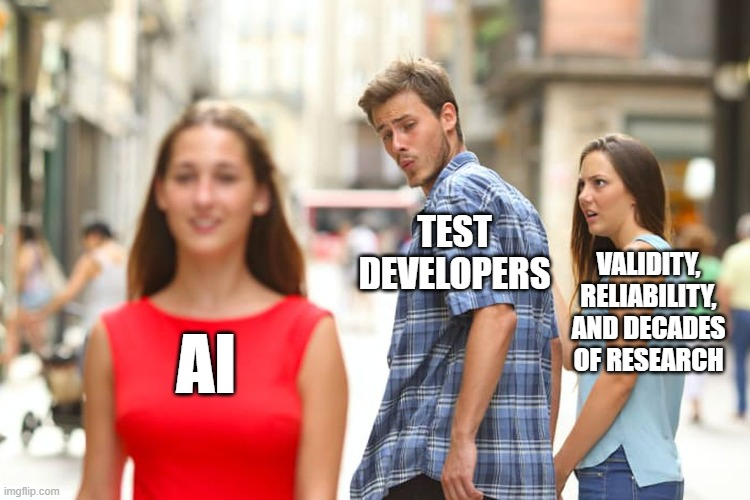 AI
TEST
DEVELOPERS
VALIDITY,
RELIABILITY,
AND DECADES
OF RESEARCH
imgflip.com